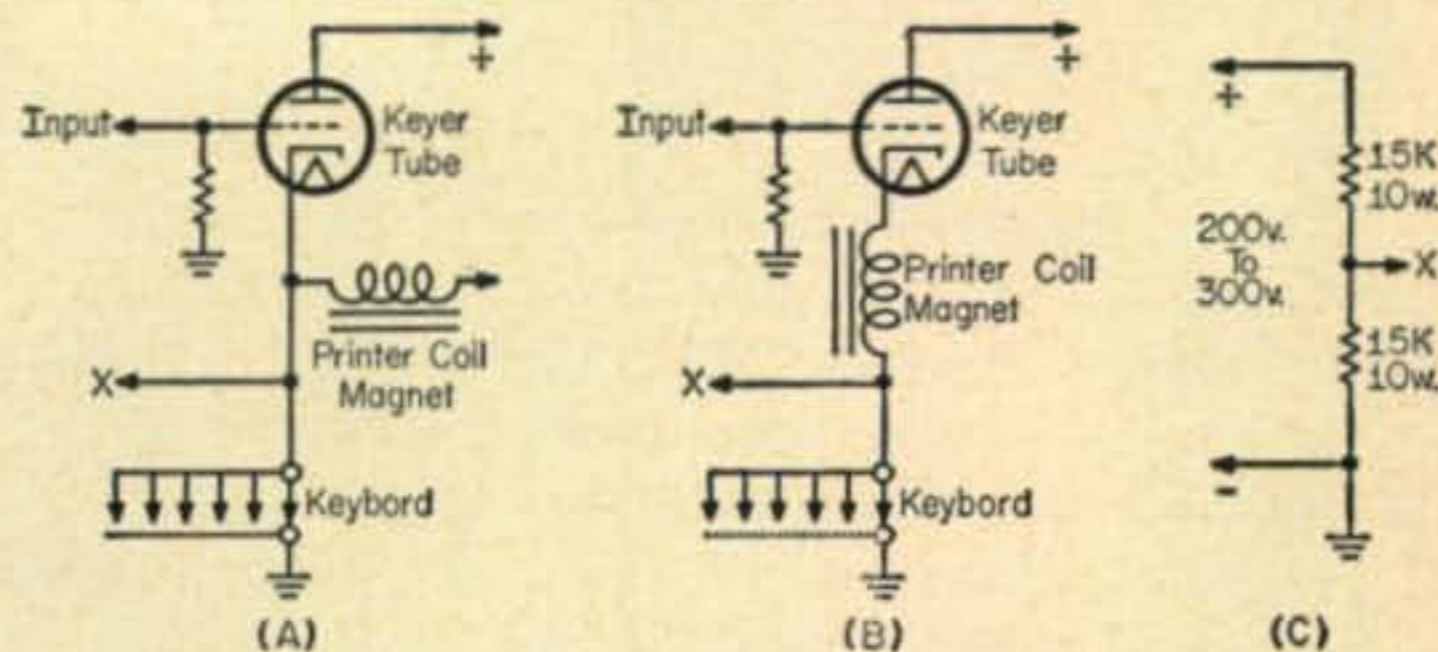 +
Input
Keyer
Tube
Printer Coil
Magnet
X
Keybord
(A)
+
Input
Keyer
Tube
Printer Coil
Magnet
X
Keybord
(B)
+
15K
10w.
200v.
To
300v.
X
15K
10w.
-
(C)